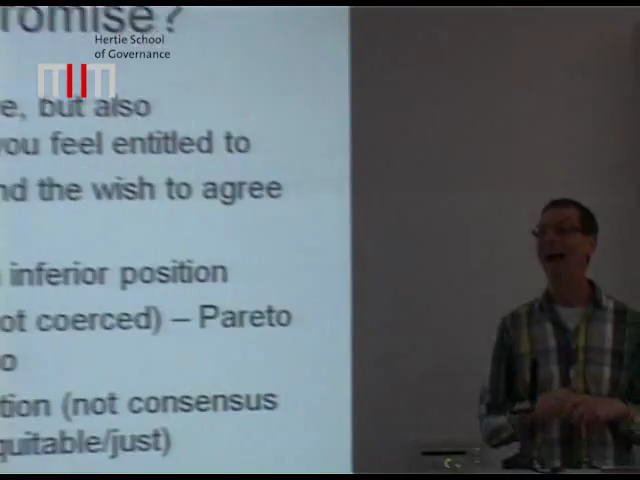 romise?
Hertie School
of Governance
e, but also
you feel entitled to
nd the wish to agree
inferior position
ot coerced) – Pareto
o
tion (not consensus
quitable/just)